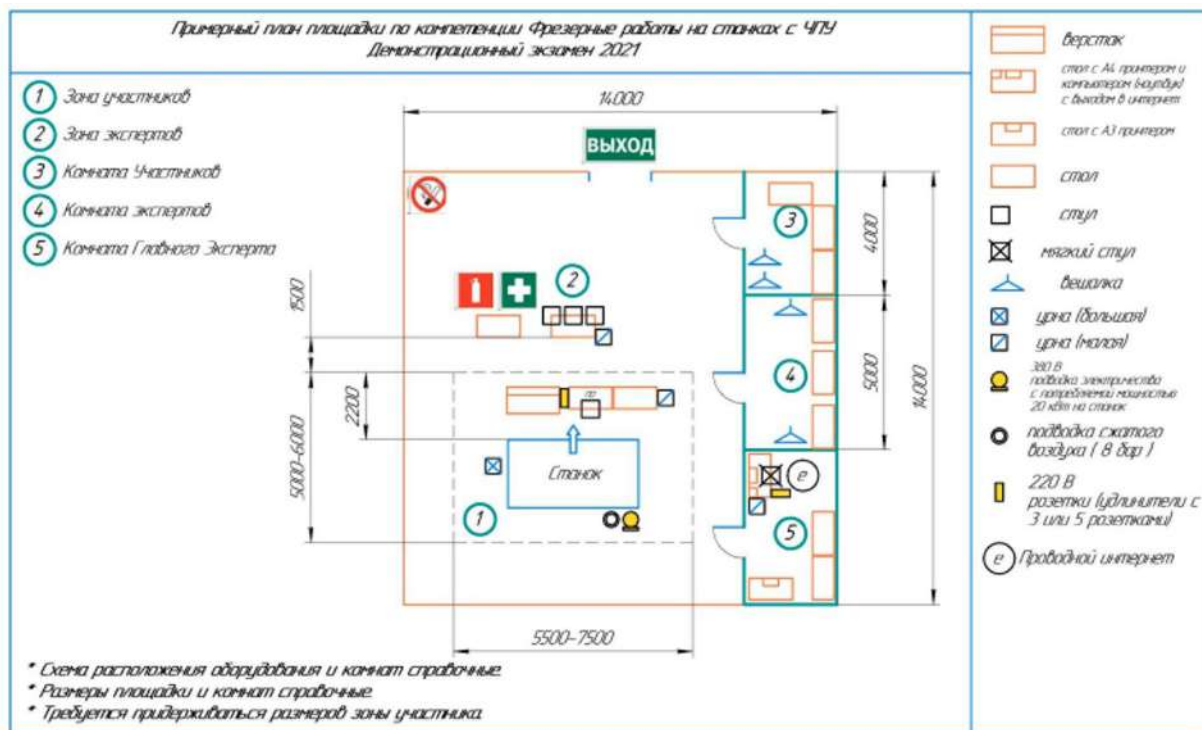 Примерный план площадки по компетенции Фрезерные работы на станках с ЧПУ
Демонстрационный экзамен 2021
1 Зона участников
2 Зона экспертов
3 Комната Участников
4 Комната экспертов
5 Комната Главного Эксперта
14000
ВЫХОД
3
4000
1500
2
14000
5000
4
2200
5000-6000
ПО
Станок
1
е
5
5500-7500
* Схема расположения оборудования и комнат справочные
* Размеры площадки и комнат справочные
* Требуется придерживаться размеров зоны участника
верстак
стол с А4 принтером и
компьютером (ноутбук)
с выходом в интернет
стол с А3 принтером
стол
стул
мягкий стул
вешалка
урна (большая)
урна (малая)
380 В
подводка электричества
с потребляемой мощностью
20 кВт на станок
подводка сжатого
воздуха ( 8 бар )
220 В
розетки (удлинители с
3 или 5 розетками)
е Проводной интернет